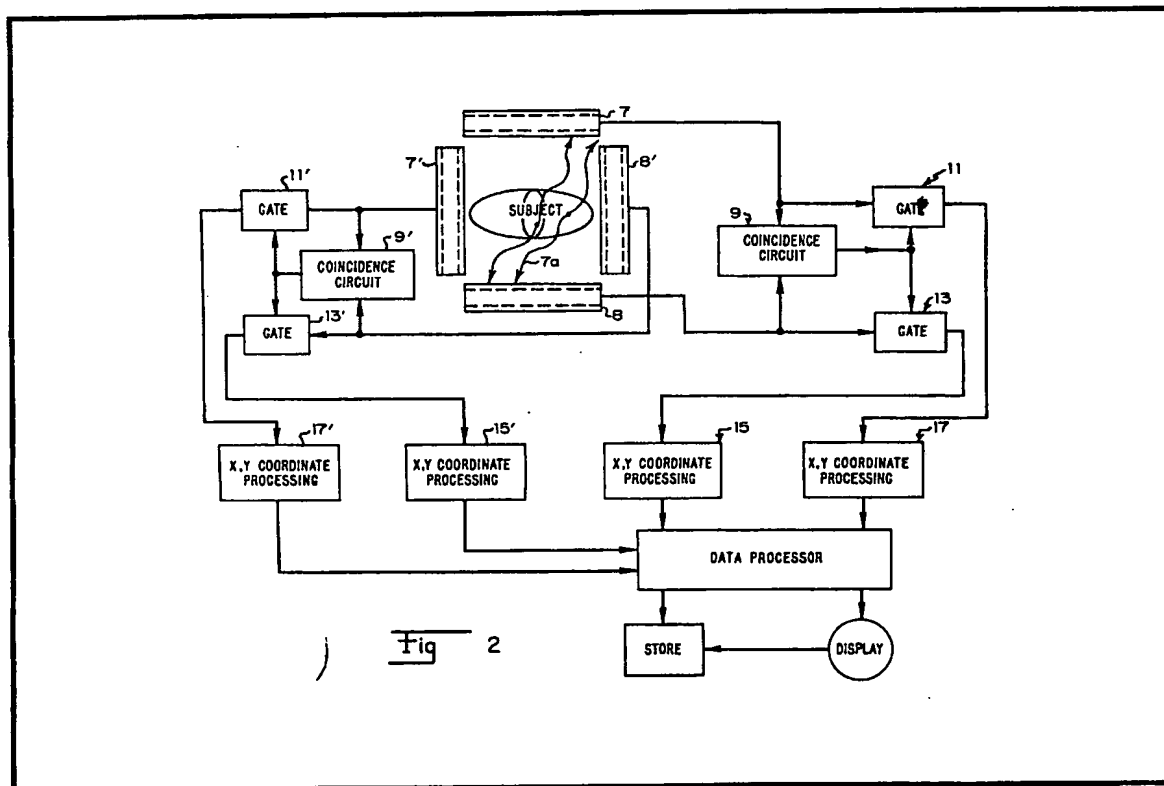 7
7'
8'
11'
GATE
SUBJECT
11
GATE
9'
COINCIDENCE
CIRCUIT
9
COINCIDENCE
CIRCUIT
7a
13'
GATE
8
13
GATE
17'
X,Y COORDINATE
PROCESSING
15'
X,Y COORDINATE
PROCESSING
15
X,Y COORDINATE
PROCESSING
17
X,Y COORDINATE
PROCESSING
DATA PROCESSOR
Fig 2
STORE
DISPLAY